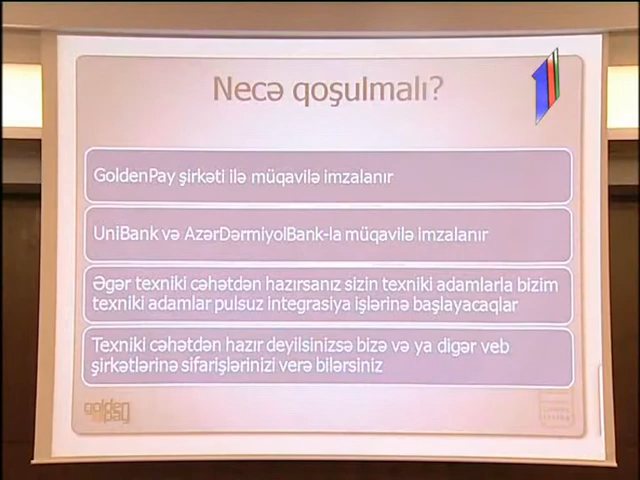 Necə qoşulmalı?
GoldenPay şirkəti ilə müqavilə imzalanır
UniBank və AzərDərmiyolBank-la müqavilə imzalanır
Əgər texniki cəhətdən hazırsanız sizin texniki adamlarla bizim
texniki adamlar pulsuz integrasiya işlərinə başlayacaqlar
Texniki cəhətdən hazır deyilsinizsə bizə və ya digər veb
şirkətlərinə sifarişlərinizi verə bilərsiniz
golden
pay